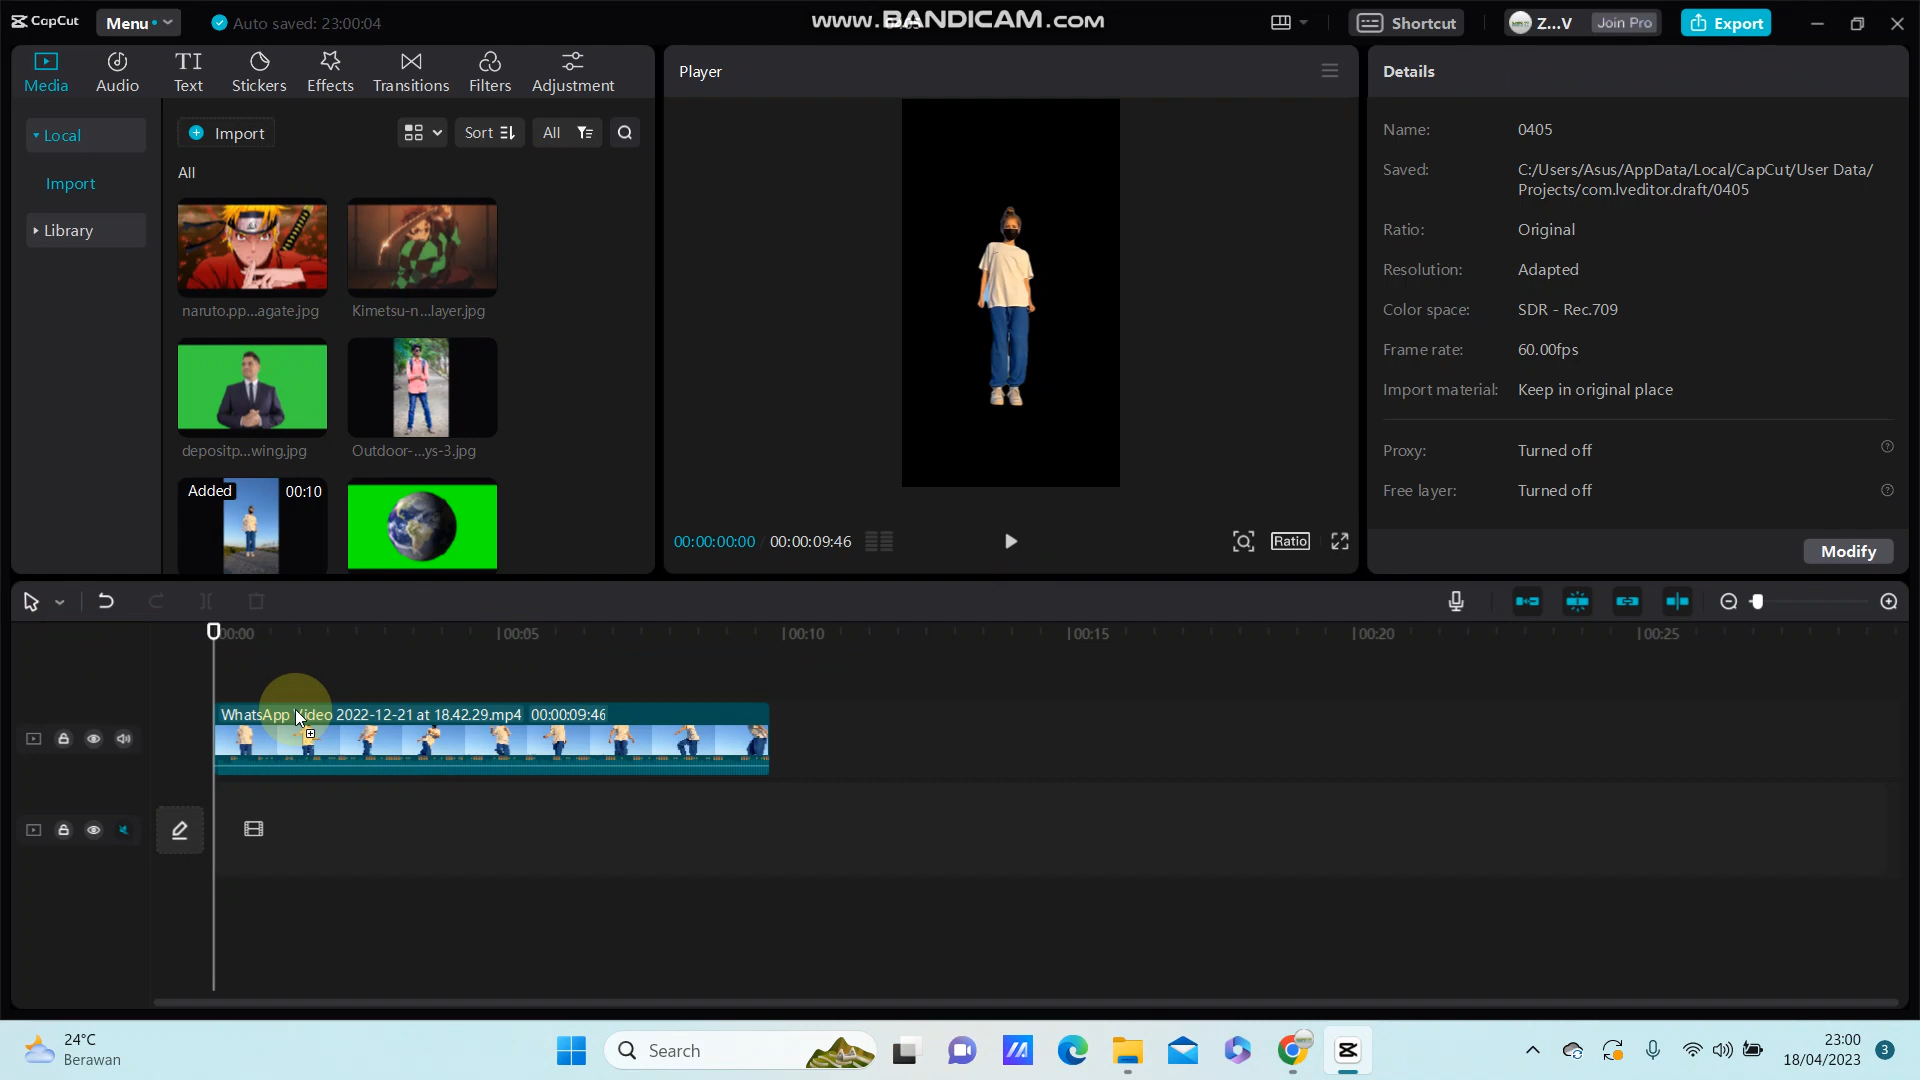 CapCut
Menu
Auto saved: 23:00:04
www.BANDICAM.com
Shortcut
Z...V
Join Pro
Export
Media
Audio
Text
Stickers
Effects
Transitions
Filters
Adjustment
Player
Details
Local
Import
Library
Import
Sort
All
All
naruto.pp...agate.jpg
Kimetsu-n...layer.jpg
depositp...wing.jpg
Outdoor-...ys-3.jpg
Added
00:10
00:00:00:00 / 00:00:09:46
Ratio
Name: 0405
Saved: C:/Users/Asus/AppData/Local/CapCut/User Data/
Projects/com.lveditor.draft/0405
Ratio: Original
Resolution: Adapted
Color space: SDR - Rec.709
Frame rate: 60.00fps
Import material: Keep in original place
Proxy: Turned off
Free layer: Turned off
Modify
00:00
00:05
00:10
00:15
00:20
00:25
WhatsApp Video 2022-12-21 at 18.42.29.mp4 00:00:09:46
24°C
Berawan
Search
23:00
18/04/2023
3